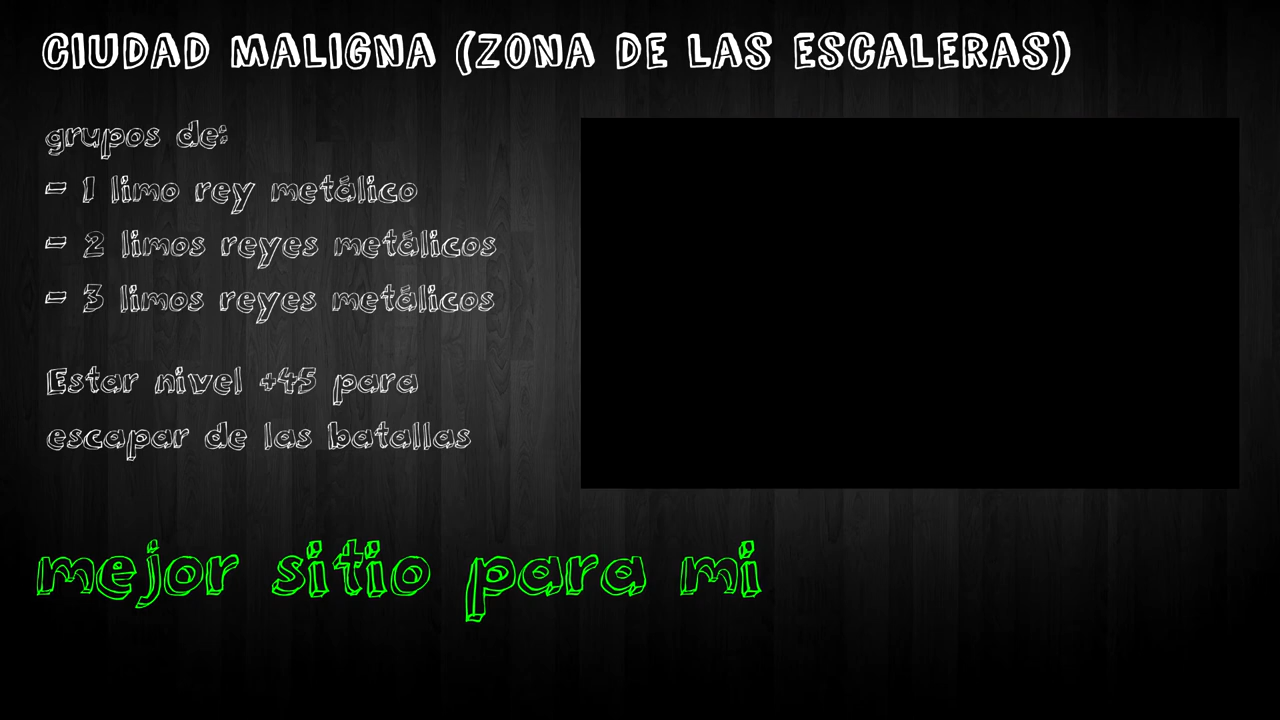 CIUDAD MALIGNA (ZONA DE LAS ESCALERAS)
grupos de:
- 1 limo rey metálico
- 2 limos reyes metálicos
- 3 limos reyes metálicos
Estar nivel +45 para
escapar de las batallas
mejor sitio para mi